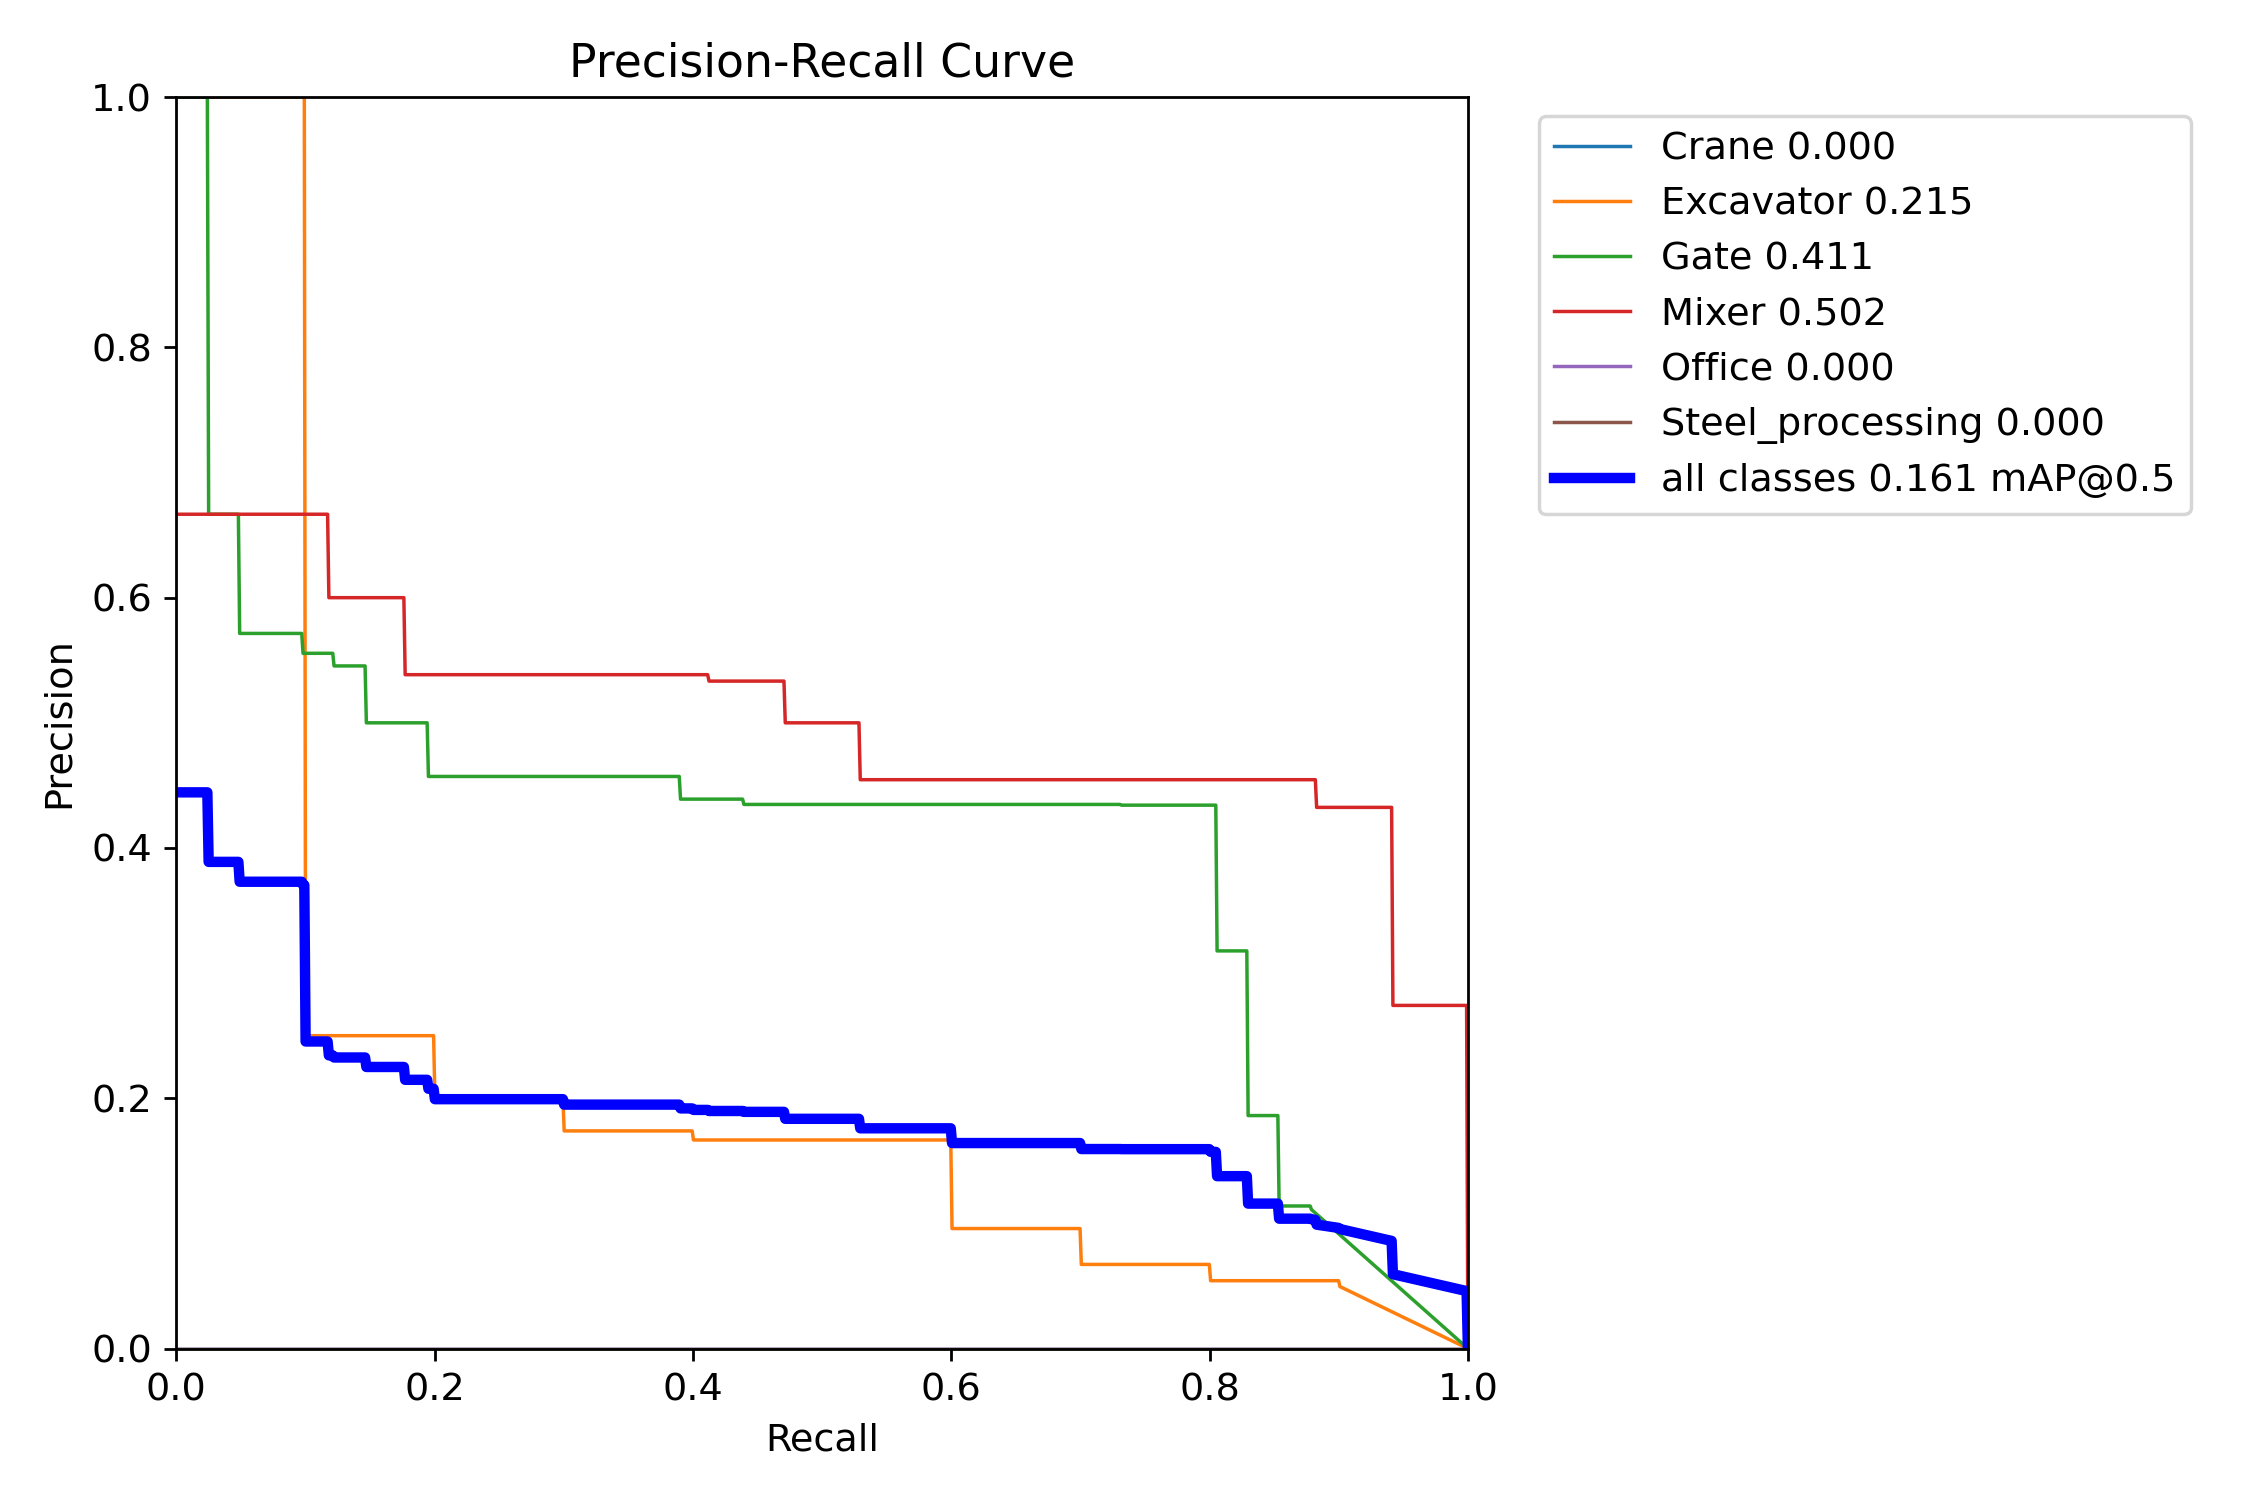 Precision-Recall Curve
1.0
0.8
0.6
0.4
0.2
0.0
Precision
0.0 0.2 0.4 0.6 0.8 1.0
Recall
Crane 0.000
Excavator 0.215
Gate 0.411
Mixer 0.502
Office 0.000
Steel_processing 0.000
all classes 0.161 mAP@0.5